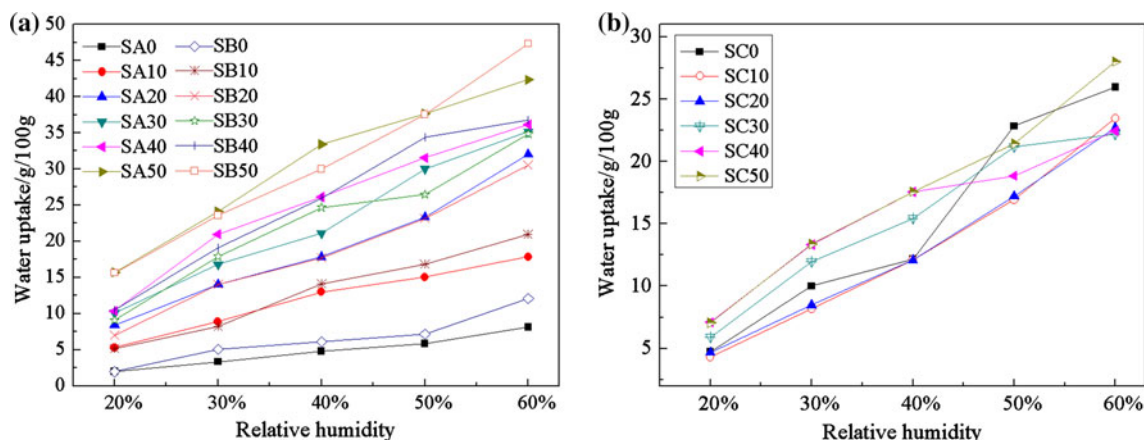 (a)
50
45
40
35
30
25
20
15
10
5
0
Water uptake/g/100g
SA0 SB0
SA10 SB10
SA20 SB20
SA30 SB30
SA40 SB40
SA50 SB50
20% 30% 40% 50% 60%
Relative humidity
(b)
30
25
20
15
10
5
Water uptake/g/100g
SC0
SC10
SC20
SC30
SC40
SC50
20% 30% 40% 50% 60%
Relative humidity